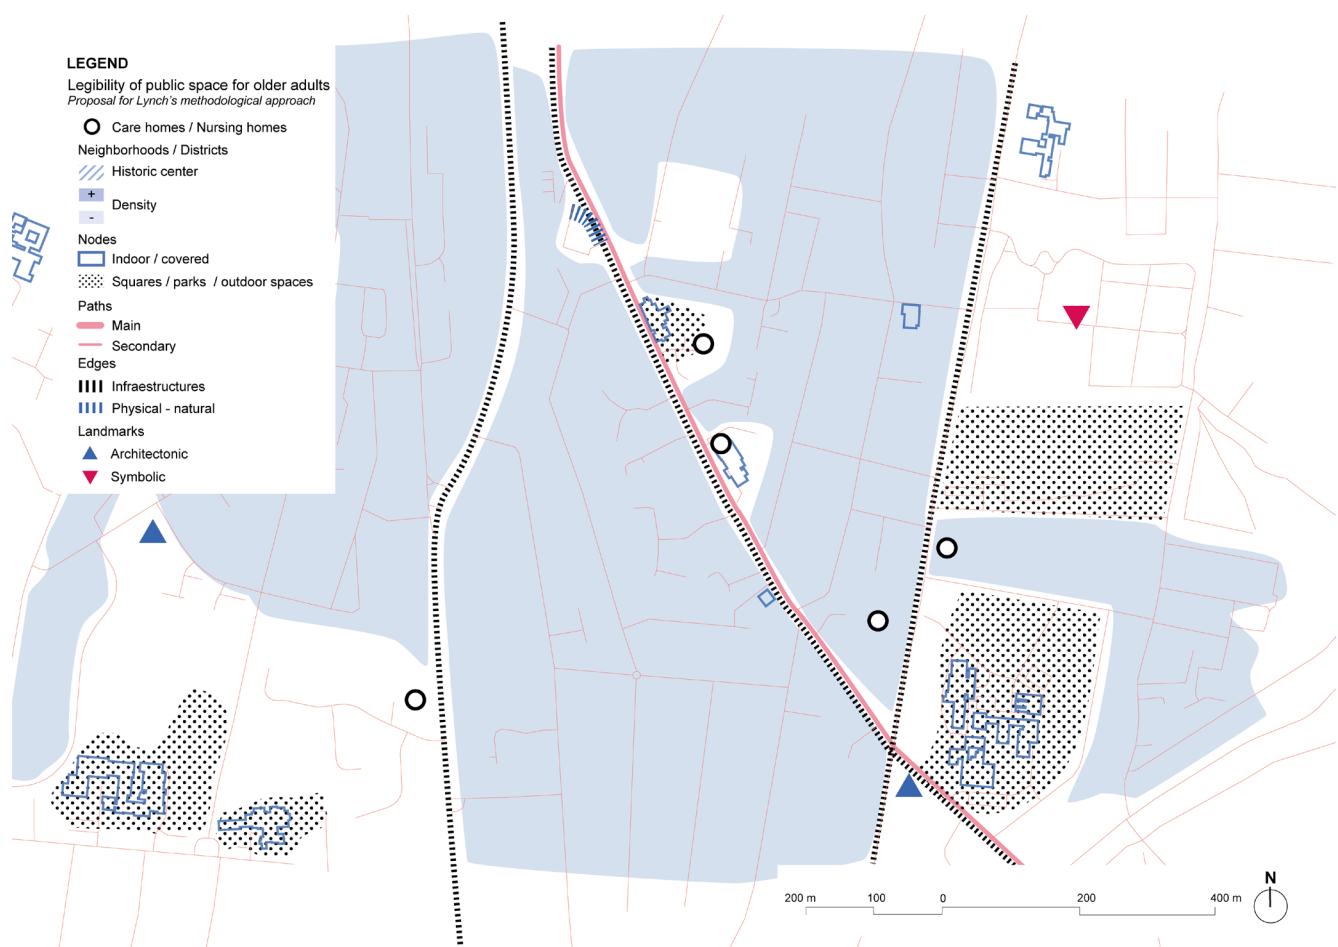 LEGEND
Legibility of public space for older adults
Proposal for Lynch's methodological approach
Care homes / Nursing homes
Neighborhoods / Districts
Historic center
+
Density
-
Nodes
Indoor / covered
Squares / parks / outdoor spaces
Paths
Main
Secondary
Edges
Infraestructures
Physical - natural
Landmarks
Architectonic
Symbolic
N
200 m 100 0 200 400 m